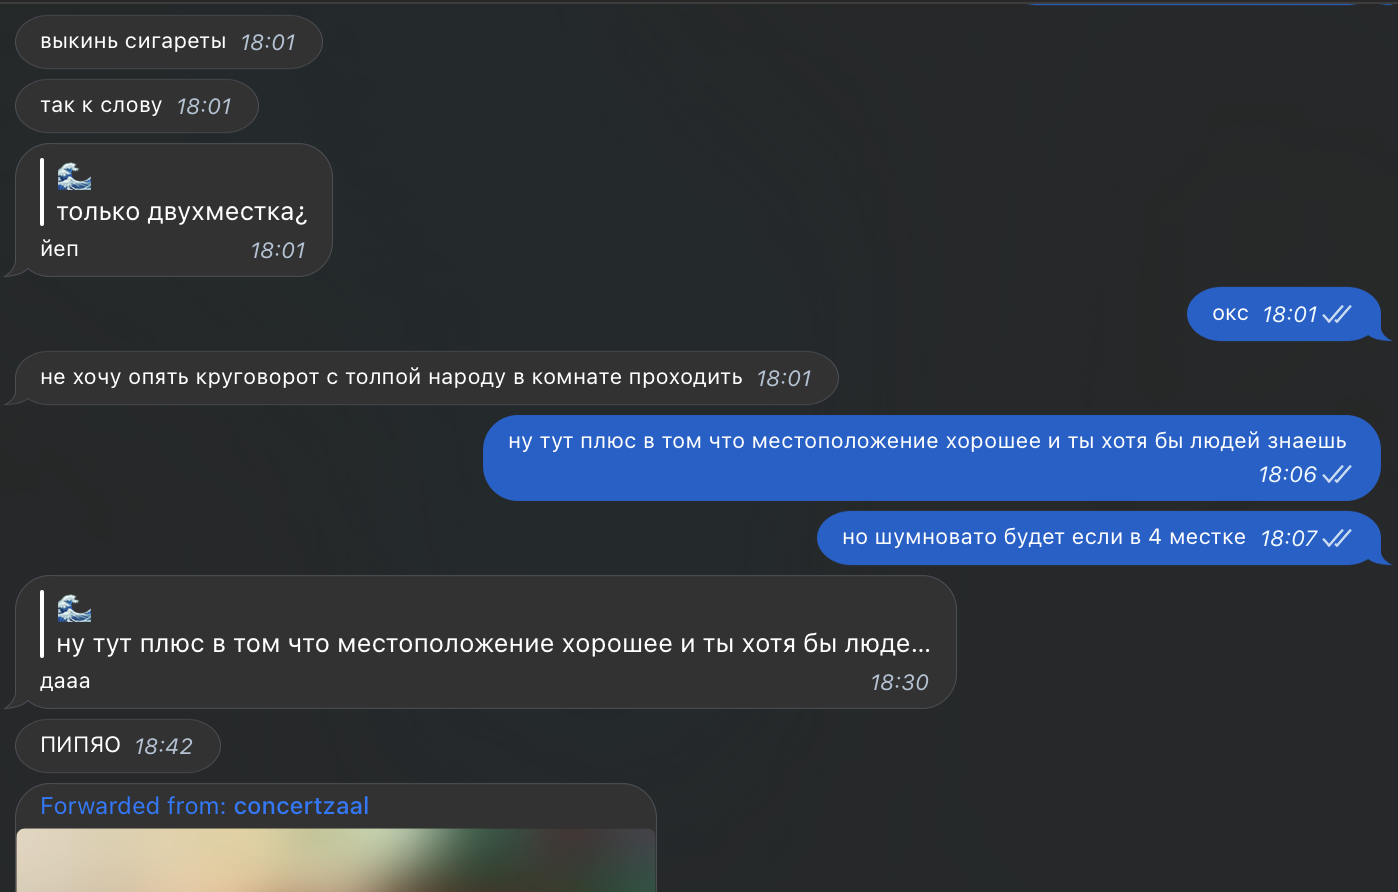 выкинь сигареты 18:01
так к слову 18:01
🌊
только двухместка¿
йеп 18:01
окс 18:01
не хочу опять круговорот с толпой народу в комнате проходить 18:01
ну тут плюс в том что местоположение хорошее и ты хотя бы людей знаешь
18:06
но шумновато будет если в 4 местке 18:07
🌊
ну тут плюс в том что местоположение хорошее и ты хотя бы люде...
дааа 18:30
ПИПЯО 18:42
Forwarded from: concertzaal